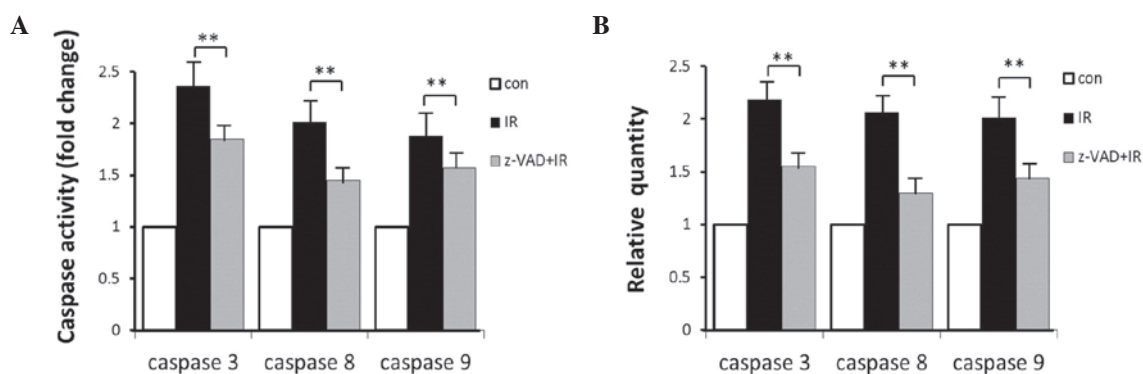 A
Caspase activity (fold change)
2.5
2
1.5
1
0.5
0
**
**
**
caspase 3
caspase 8
caspase 9
con
IR
z-VAD+IR
B
Relative quantity
2.5
2
1.5
1
0.5
0
**
**
**
caspase 3
caspase 8
caspase 9
con
IR
z-VAD+IR